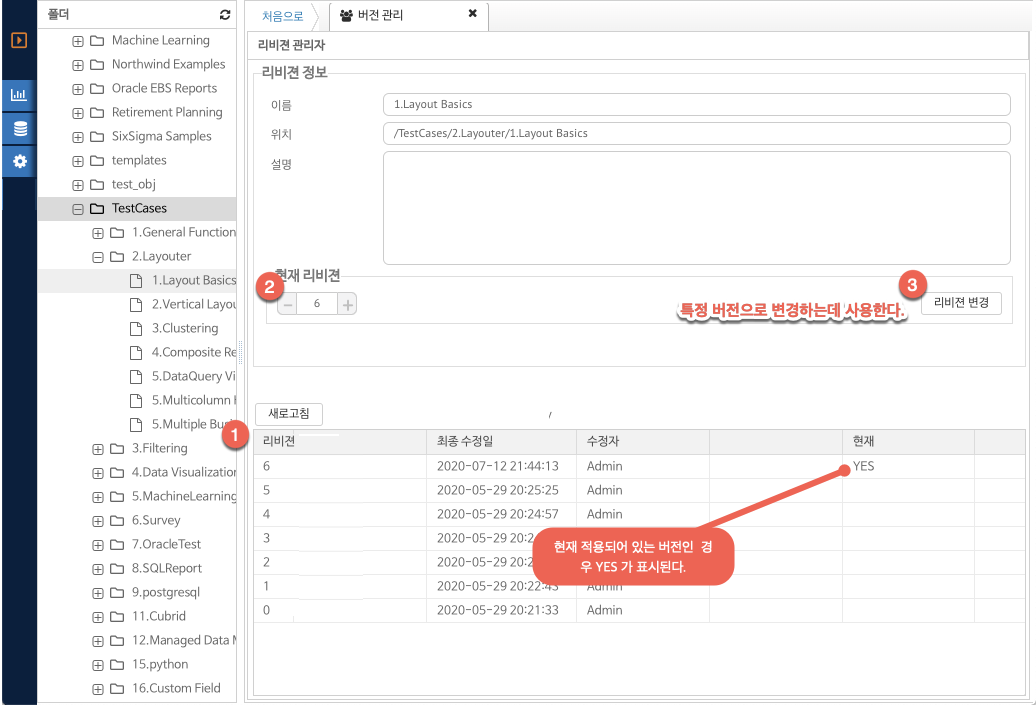 폴더
Machine Learning
Northwind Examples
Oracle EBS Reports
Retirement Planning
SixSigma Samples
templates
test_obj
TestCases
1.General Function
2.Layouter
1.Layout Basics
2.Vertical Layou
3.Clustering
4.Composite Re
5.DataQuery Vi
5.Multicolumn
5.Multiple Bu
3.Filtering
4.Data Visualization
5.MachineLearning
6.Survey
7.OracleTest
8.SQLReport
9.postgresql
11.Cubrid
12.Managed Data M
15.python
16.Custom Field
처음으로
버전 관리
리비젼 관리자
리비젼 정보
이름
1.Layout Basics
위치
/TestCases/2.Layouter/1.Layout Basics
설명
현재 리비젼
2
6
특정 버전으로 변경하는데 사용한다.
3
리비젼 변경
새로고침
/
1
리비젼 최종 수정일 수정자 현재
6 2020-07-12 21:44:13 Admin YES
5 2020-05-29 20:25:25 Admin
4 2020-05-29 20:24:57 Admin
3 2020-05-29 20:2
2 2020-05-29 20:2
1 2020-05-29 20:22:43 Admin
0 2020-05-29 20:21:33 Admin
현재 적용되어 있는 버전인 경
우 YES 가 표시된다.